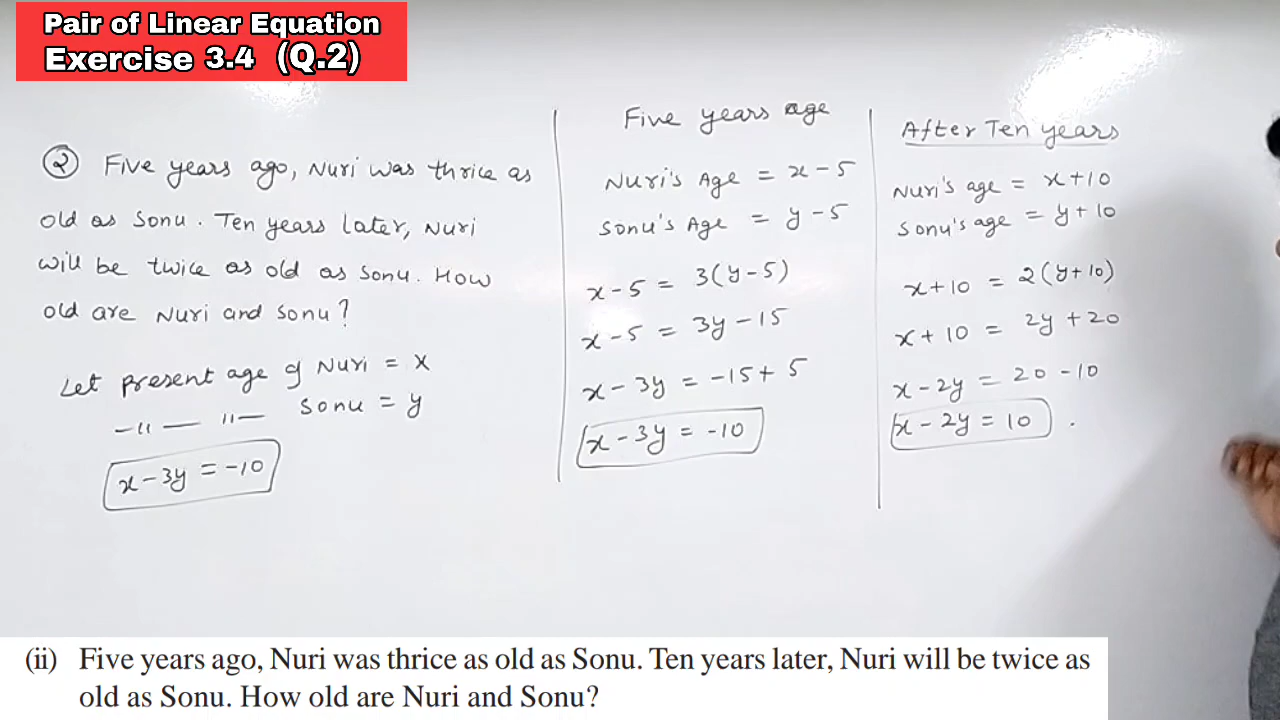 Pair of Linear Equation
Exercise 3.4 (Q.2)
② Five years ago, Nuri was thrice as
old as Sonu. Ten years later, Nuri
will be twice as old as Sonu. How
old are Nuri and Sonu?
Let present age of Nuri = x
-"- -"- Sonu = y
x-3y = -10
Five years age
Nuri's Age = x-5
Sonu's Age = y-5
x-5 = 3(y-5)
x-5 = 3y-15
x-3y = -15+5
x-3y = -10
After Ten years
Nuri's age = x+10
Sonu's age = y+10
x+10 = 2(y+10)
x+10 = 2y+20
x-2y = 20-10
x-2y = 10
(ii) Five years ago, Nuri was thrice as old as Sonu. Ten years later, Nuri will be twice as
old as Sonu. How old are Nuri and Sonu?